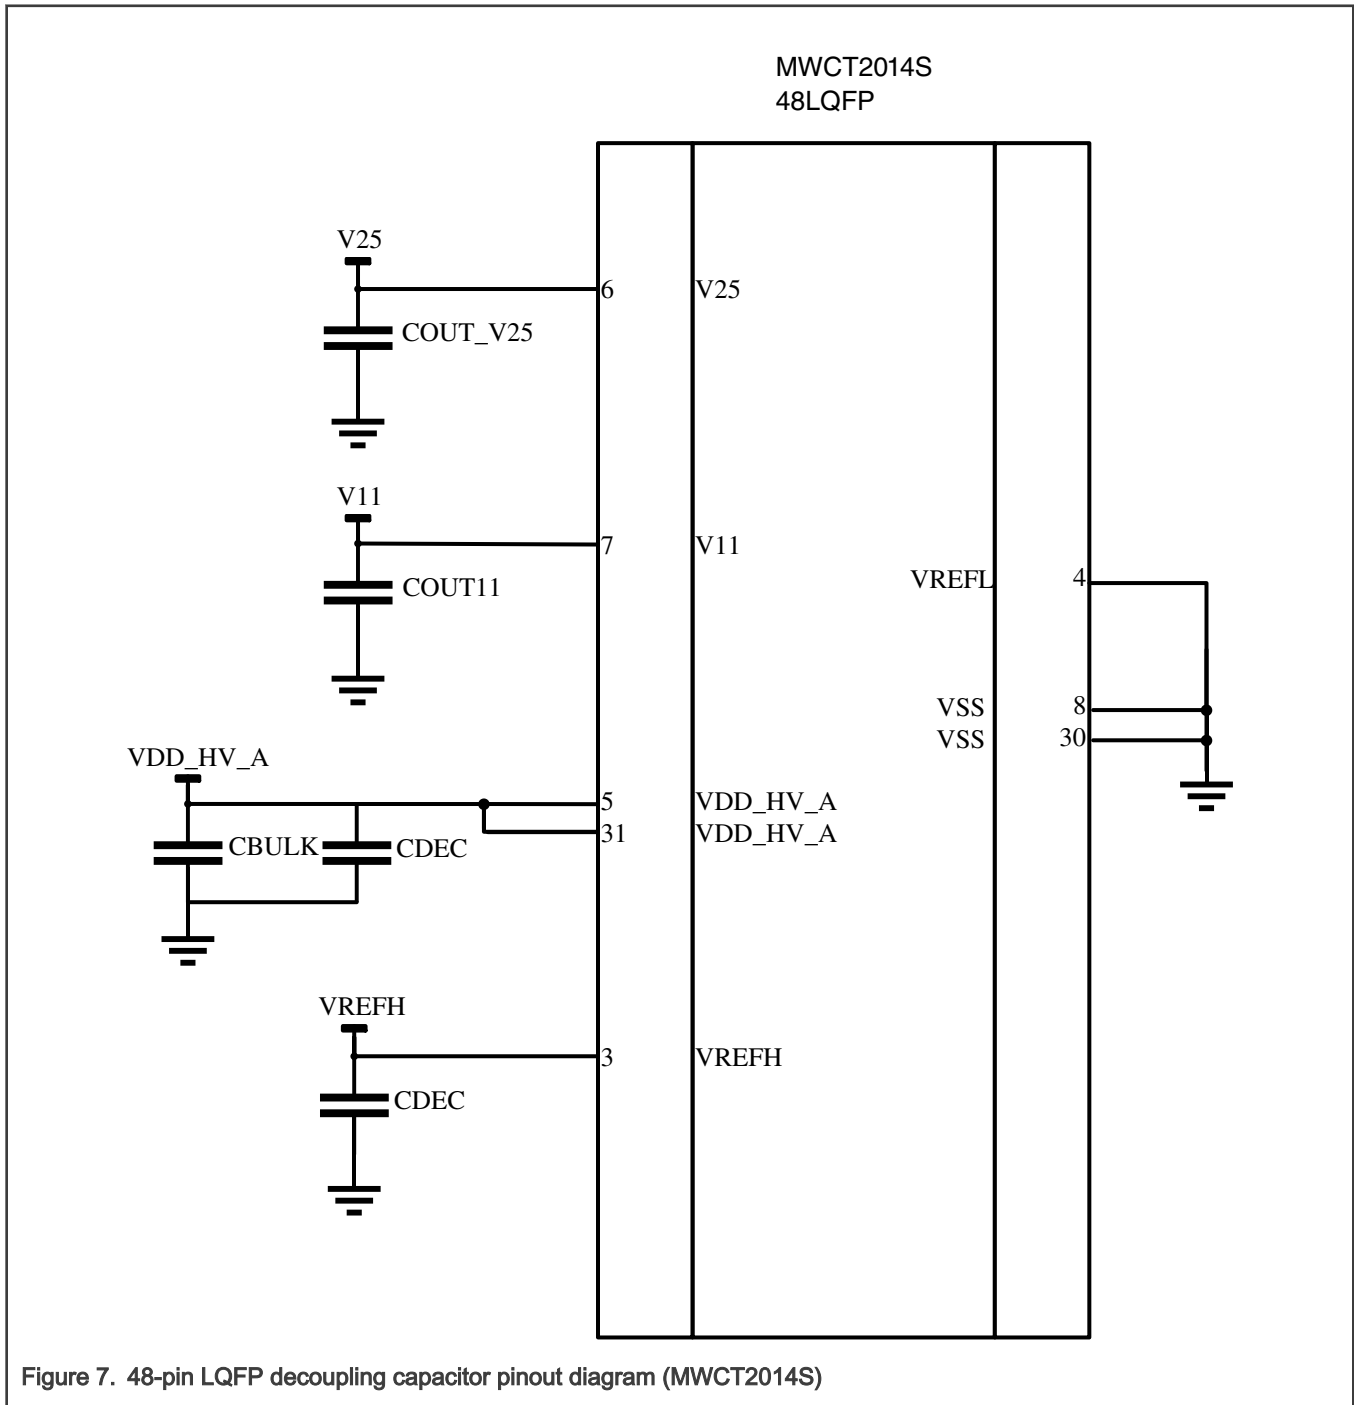 MWCT2014S
48LQFP
V25
6 V25
COUT_V25
V11
7 V11
COUT11
VREFL 4
VSS 8
VSS 30
VDD_HV_A
5 VDD_HV_A
31 VDD_HV_A
CBULK CDEC
VREFH
3 VREFH
CDEC
Figure 7. 48-pin LQFP decoupling capacitor pinout diagram (MWCT2014S)